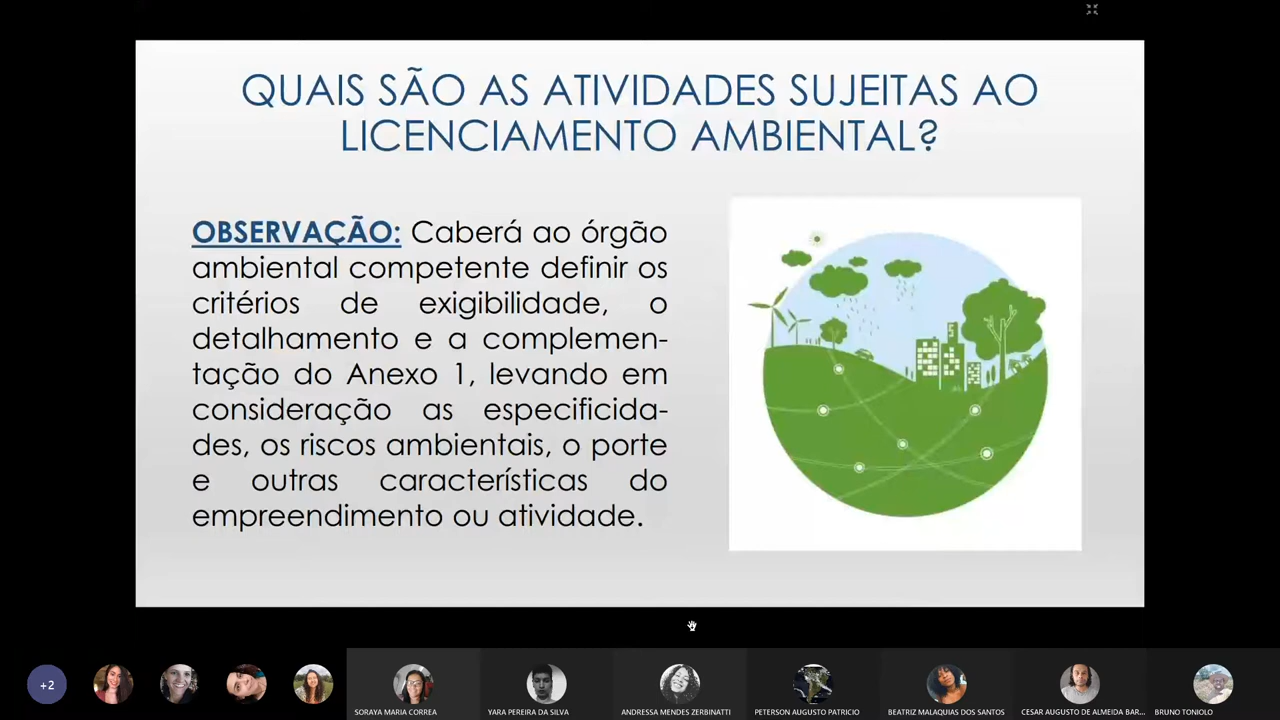 QUAIS SÃO AS ATIVIDADES SUJEITAS AO
LICENCIAMENTO AMBIENTAL?
OBSERVAÇÃO: Caberá ao órgão
ambiental competente definir os
critérios de exigibilidade, o
detalhamento e a complemen-
tação do Anexo 1, levando em
consideração as especificida-
des, os riscos ambientais, o porte
e outras características do
empreendimento ou atividade.
+2
SORAYA MARIA CORREA
YARA PEREIRA DA SILVA
ANDRESSA MENDES ZERBINATTI
PETERSON AUGUSTO PATRICIO
BEATRIZ MALAQUIAS DOS SANTOS
CESAR AUGUSTO DE ALMEIDA BAR...
BRUNO TONIOLO